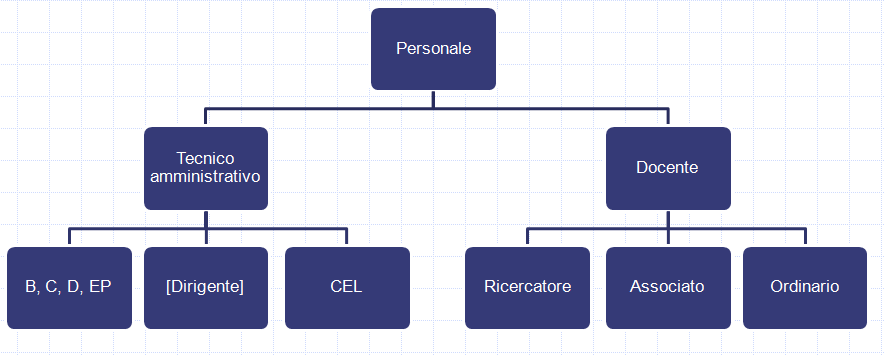 Personale
Tecnico
amministrativo
Docente
B, C, D, EP
[Dirigente]
CEL
Ricercatore
Associato
Ordinario